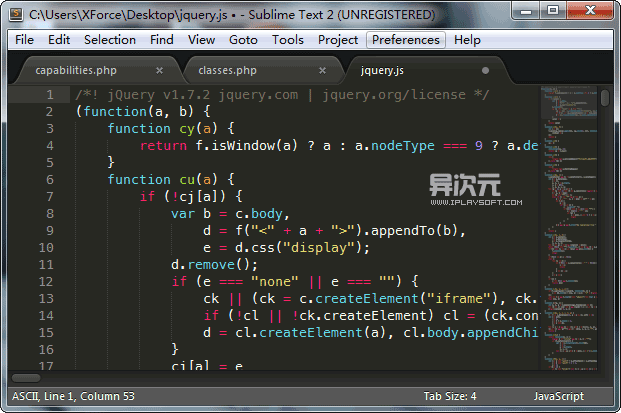 C:\Users\XForce\Desktop\jquery.js • - Sublime Text 2 (UNREGISTERED)
File Edit Selection Find View Goto Tools Project Preferences Help
capabilities.php × classes.php × jquery.js
1 /*! jQuery v1.7.2 jquery.com | jquery.org/license */
2 (function(a, b) {
3 function cy(a) {
4 return f.isWindow(a) ? a : a.nodeType === 9 ? a.de
5 }
6 function cu(a) {
7 if (!cj[a]) {
8 var b = c.body,
9 d = f("<" + a + ">").appendTo(b),
10 e = d.css("display");
11 d.remove();
12 if (e === "none" || e === "") {
13 ck || (ck = c.createElement("iframe"), ck.
14 if (!cl || !ck.createElement) cl = (ck.con
15 d = cl.createElement(a), cl.body.appendChi
16 }
17 cj[a] = e
异次元
WWW.IPLAYSOFT.COM
ASCII, Line 1, Column 53 Tab Size: 4 JavaScript